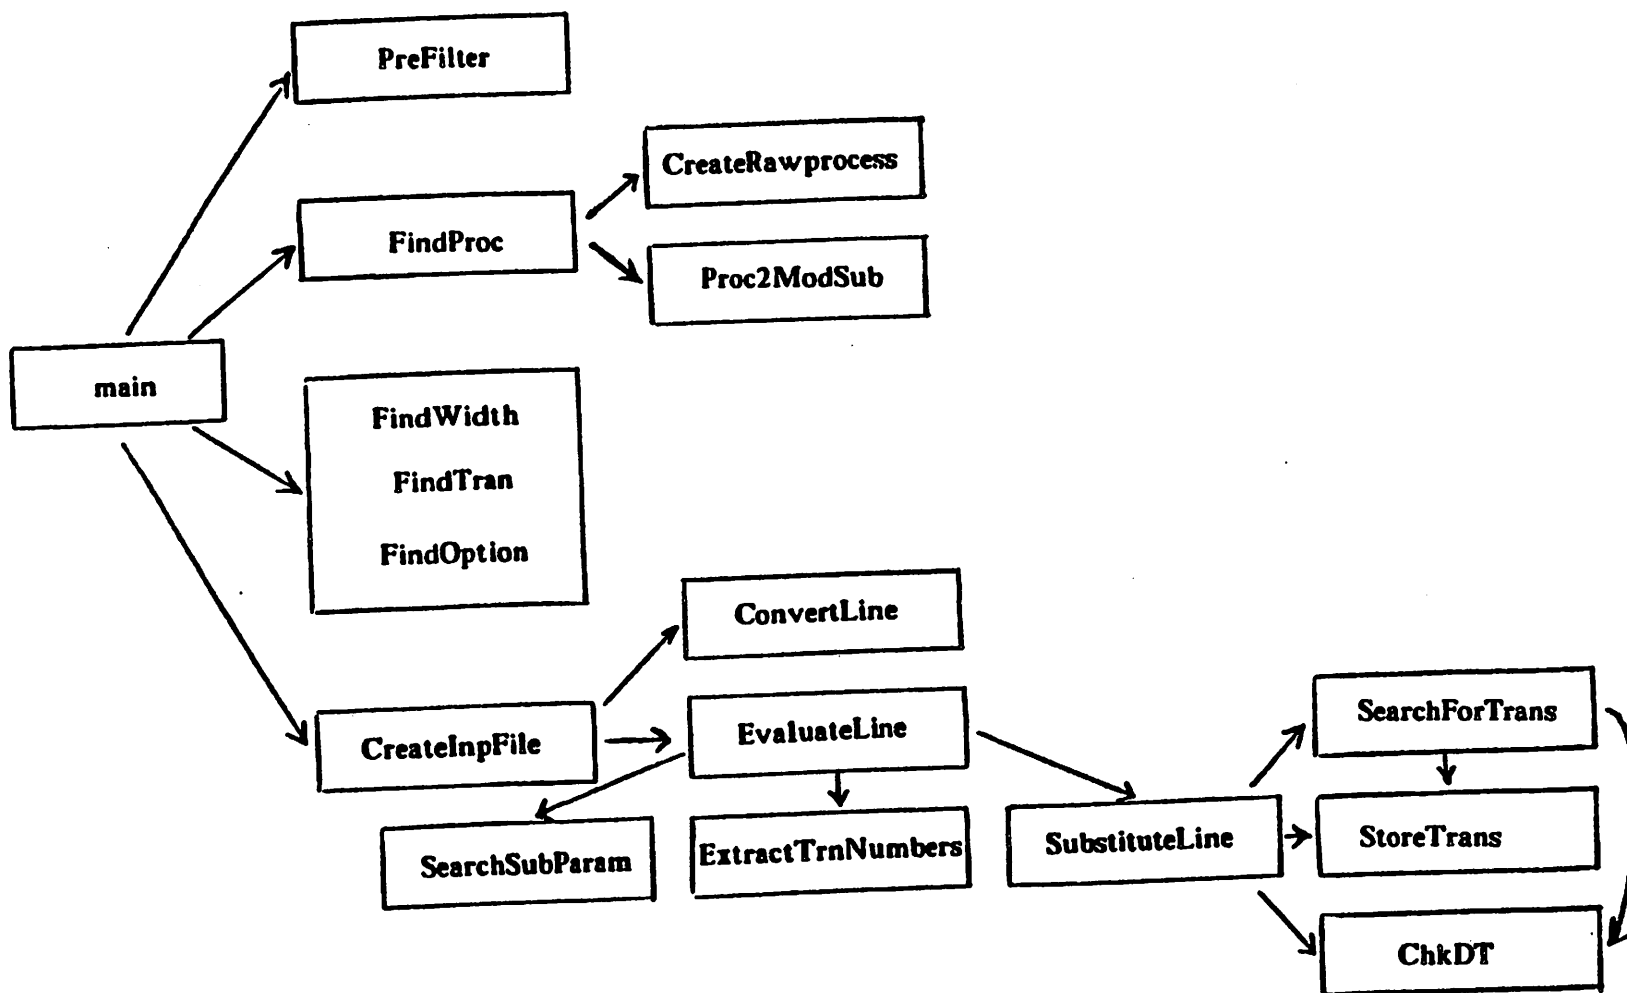 PreFilter
CreateRawprocess
FindProc
Proc2ModSub
main
FindWidth
FindTran
FindOption
ConvertLine
SearchForTrans
CreateInpFile
EvaluateLine
StoreTrans
SubstituteLine
ExtractTrnNumbers
SearchSubParam
ChkDT